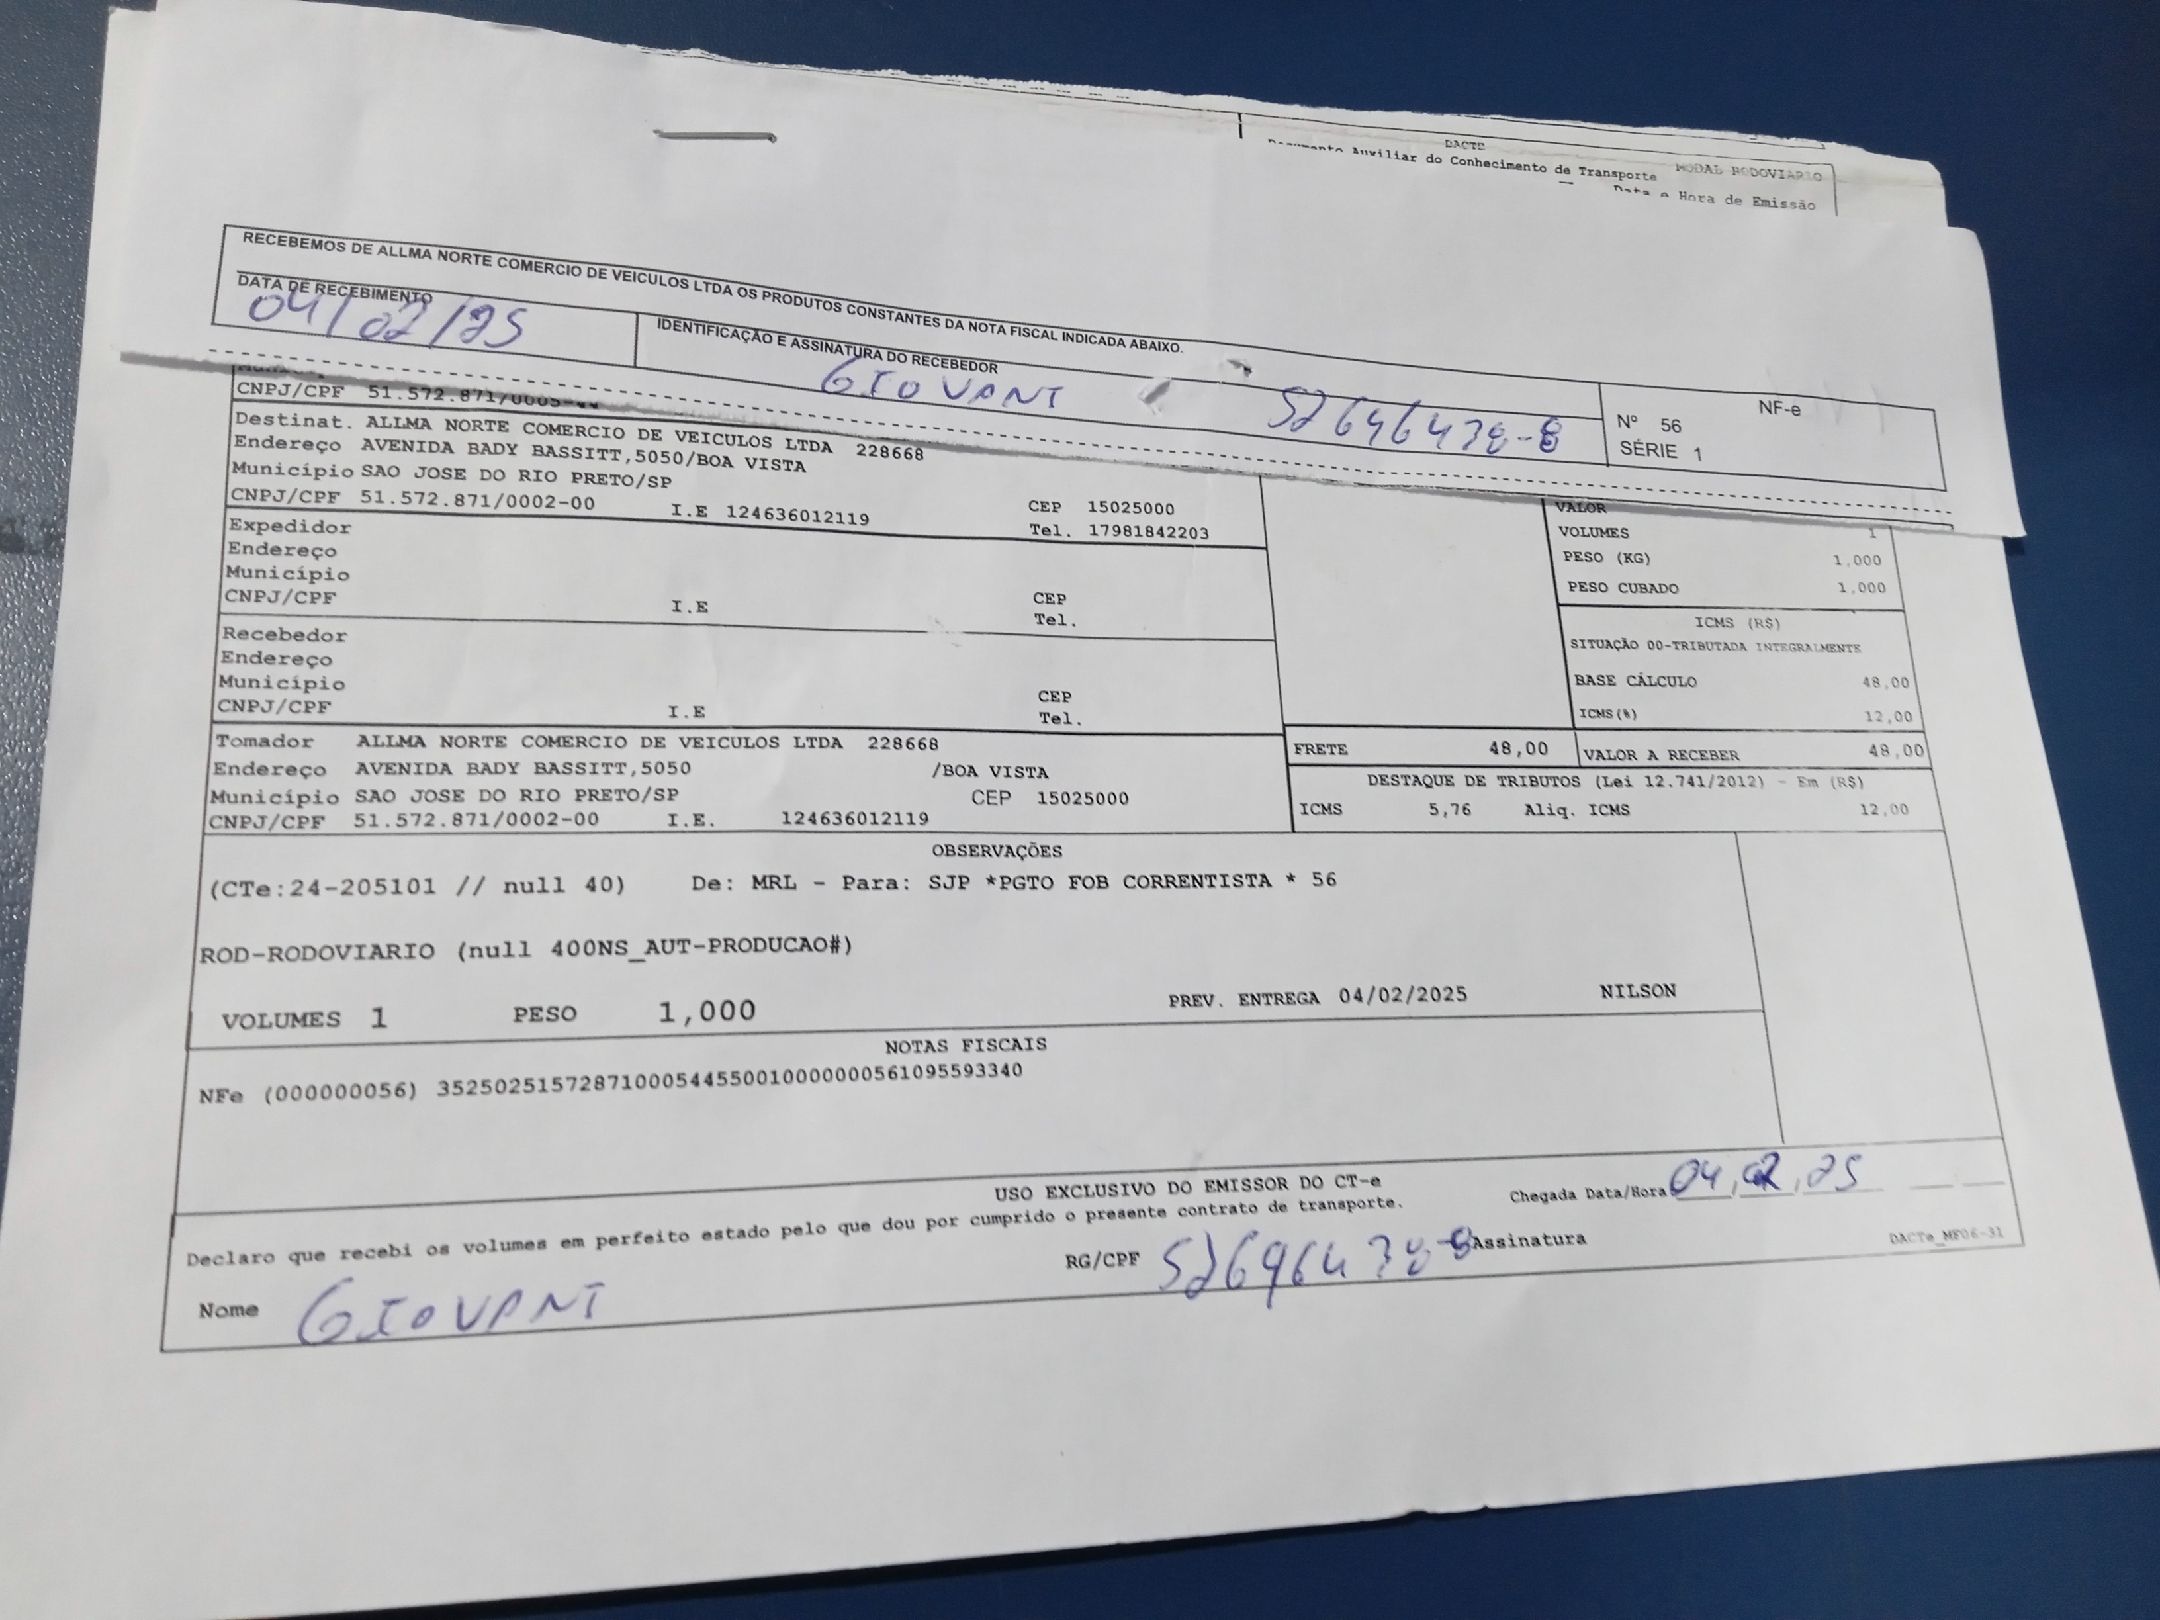 DACTE
Documento Auxiliar do Conhecimento de Transporte
MODAL RODOVIARIO
Data e Hora de Emissão
RECEBEMOS DE ALLMA NORTE COMERCIO DE VEICULOS LTDA OS PRODUTOS CONSTANTES DA NOTA FISCAL INDICADA ABAIXO.
DATA DE RECEBIMENTO
04/02/25
IDENTIFICAÇÃO E ASSINATURA DO RECEBEDOR
GIOVANI 52646438-8
NF-e
Nº 56
SÉRIE 1
CNPJ/CPF 51.572.871/0005-44
Destinat. ALLMA NORTE COMERCIO DE VEICULOS LTDA 228668
Endereço AVENIDA BADY BASSITT,5050/BOA VISTA
Município SAO JOSE DO RIO PRETO/SP
CEP 15025000
CNPJ/CPF 51.572.871/0002-00 I.E 124636012119 Tel. 17981842203
Expedidor
Endereço
Município
CEP
CNPJ/CPF I.E Tel.
Recebedor
Endereço
Município
CEP
CNPJ/CPF I.E Tel.
VALOR
VOLUMES 1
PESO (KG) 1,000
PESO CUBADO 1,000
ICMS (R$)
SITUAÇÃO 00-TRIBUTADA INTEGRALMENTE
BASE CÁLCULO 48,00
ICMS(%) 12,00
Tomador ALLMA NORTE COMERCIO DE VEICULOS LTDA 228668
Endereço AVENIDA BADY BASSITT,5050 /BOA VISTA
Município SAO JOSE DO RIO PRETO/SP CEP 15025000
CNPJ/CPF 51.572.871/0002-00 I.E. 124636012119
FRETE 48,00 VALOR A RECEBER 48,00
DESTAQUE DE TRIBUTOS (Lei 12.741/2012) - Em (R$)
ICMS 5,76 Aliq. ICMS 12,00
OBSERVAÇÕES
(CTe:24-205101 // null 40) De: MRL - Para: SJP *PGTO FOB CORRENTISTA * 56
ROD-RODOVIARIO (null 400NS_AUT-PRODUCAO#)
VOLUMES 1 PESO 1,000 PREV. ENTREGA 04/02/2025 NILSON
NOTAS FISCAIS
NFe (000000056) 35250251572871000544550010000000561095593340
USO EXCLUSIVO DO EMISSOR DO CT-e
Declaro que recebi os volumes em perfeito estado pelo que dou por cumprido o presente contrato de transporte.
Chegada Data/Hora 04,02,25
Nome GIOVANI RG/CPF 52696438-8 Assinatura
DACTe_MF06-31